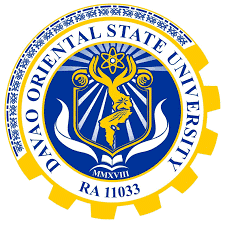 DAVAO ORIENTAL STATE UNIVERSITY
MMXVIII
RA 11033